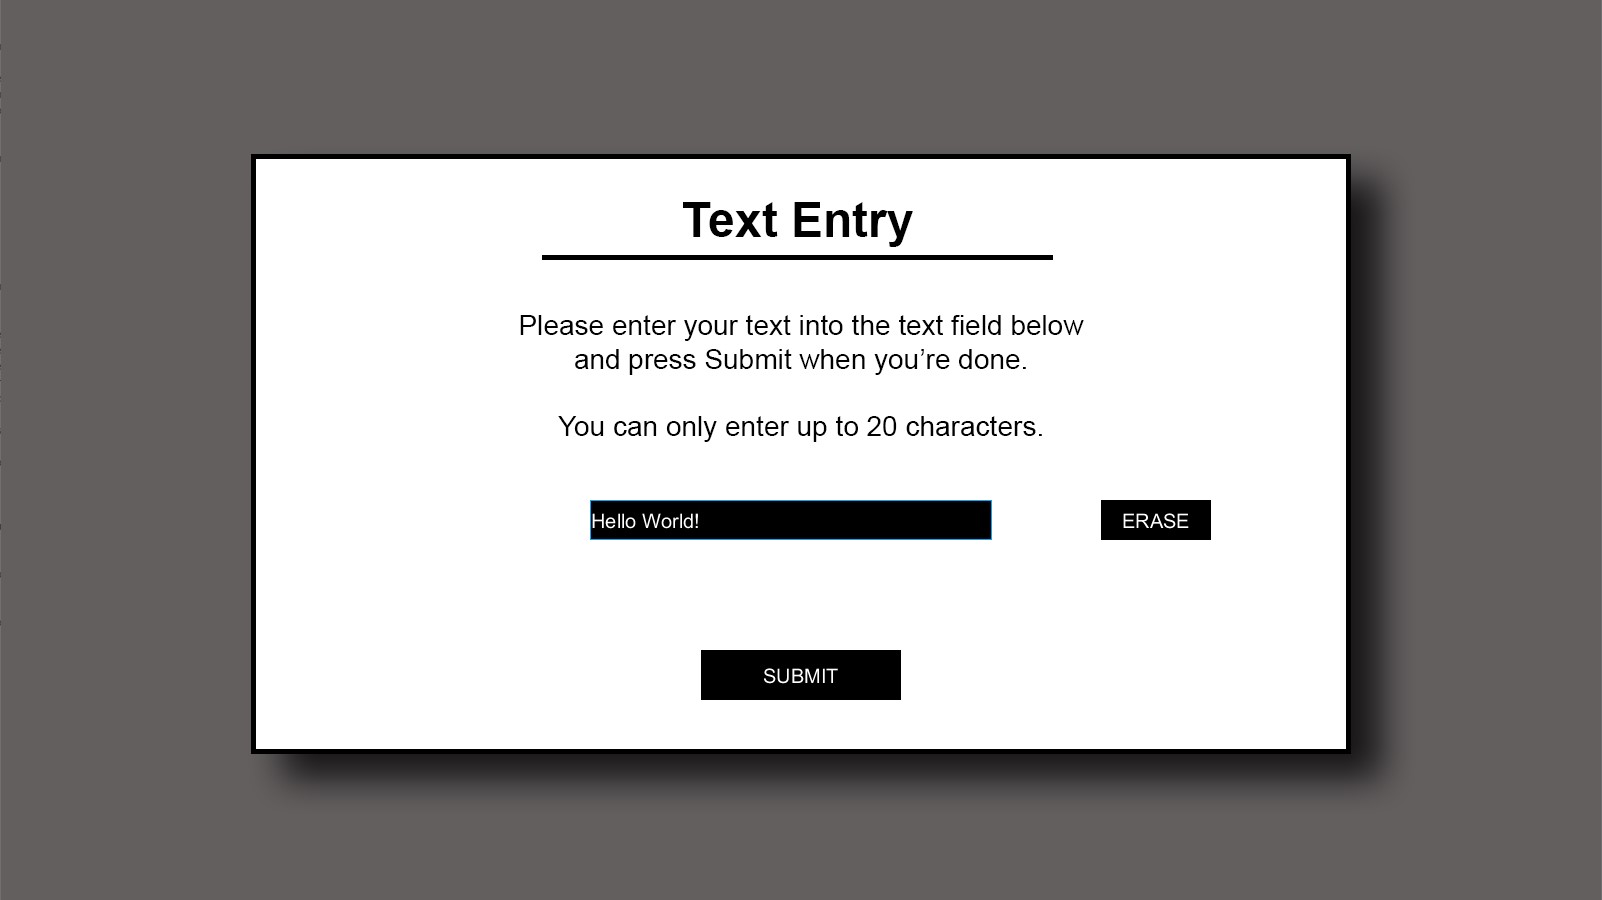 Text Entry
Please enter your text into the text field below
and press Submit when you’re done.
You can only enter up to 20 characters.
Hello World!
ERASE
SUBMIT